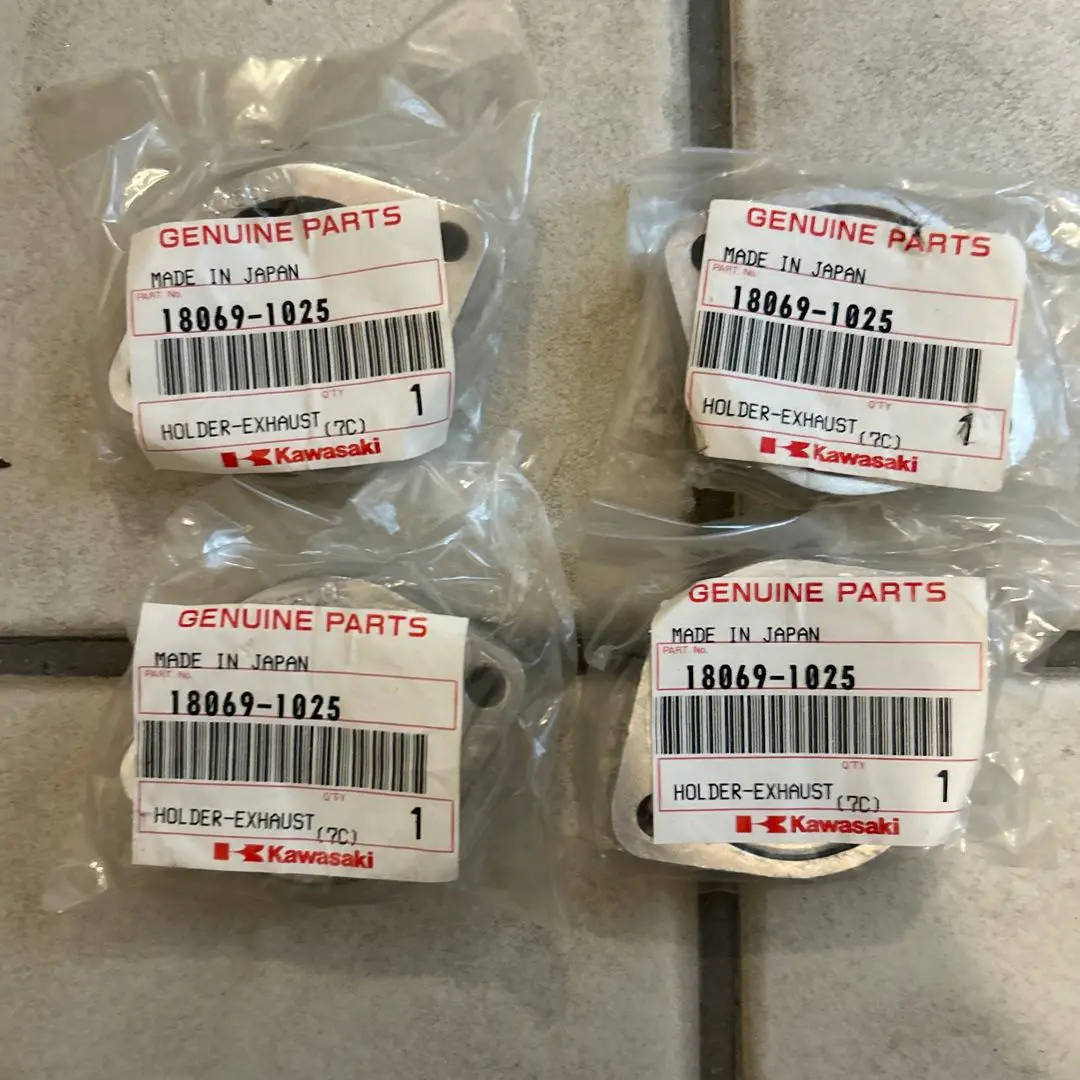 GENUINE PARTS
MADE IN JAPAN
PART. No.
18069-1025
Q'TY
HOLDER-EXHAUST(7C) 1
Kawasaki
GENUINE PARTS
MADE IN JAPAN
PART. No.
18069-1025
Q'TY
HOLDER-EXHAUST(7C) 1
Kawasaki
GENUINE PARTS
MADE IN JAPAN
PART. No.
18069-1025
Q'TY
HOLDER-EXHAUST(7C) 1
Kawasaki
GENUINE PARTS
MADE IN JAPAN
PART. No.
18069-1025
Q'TY
HOLDER-EXHAUST(7C) 1
Kawasaki